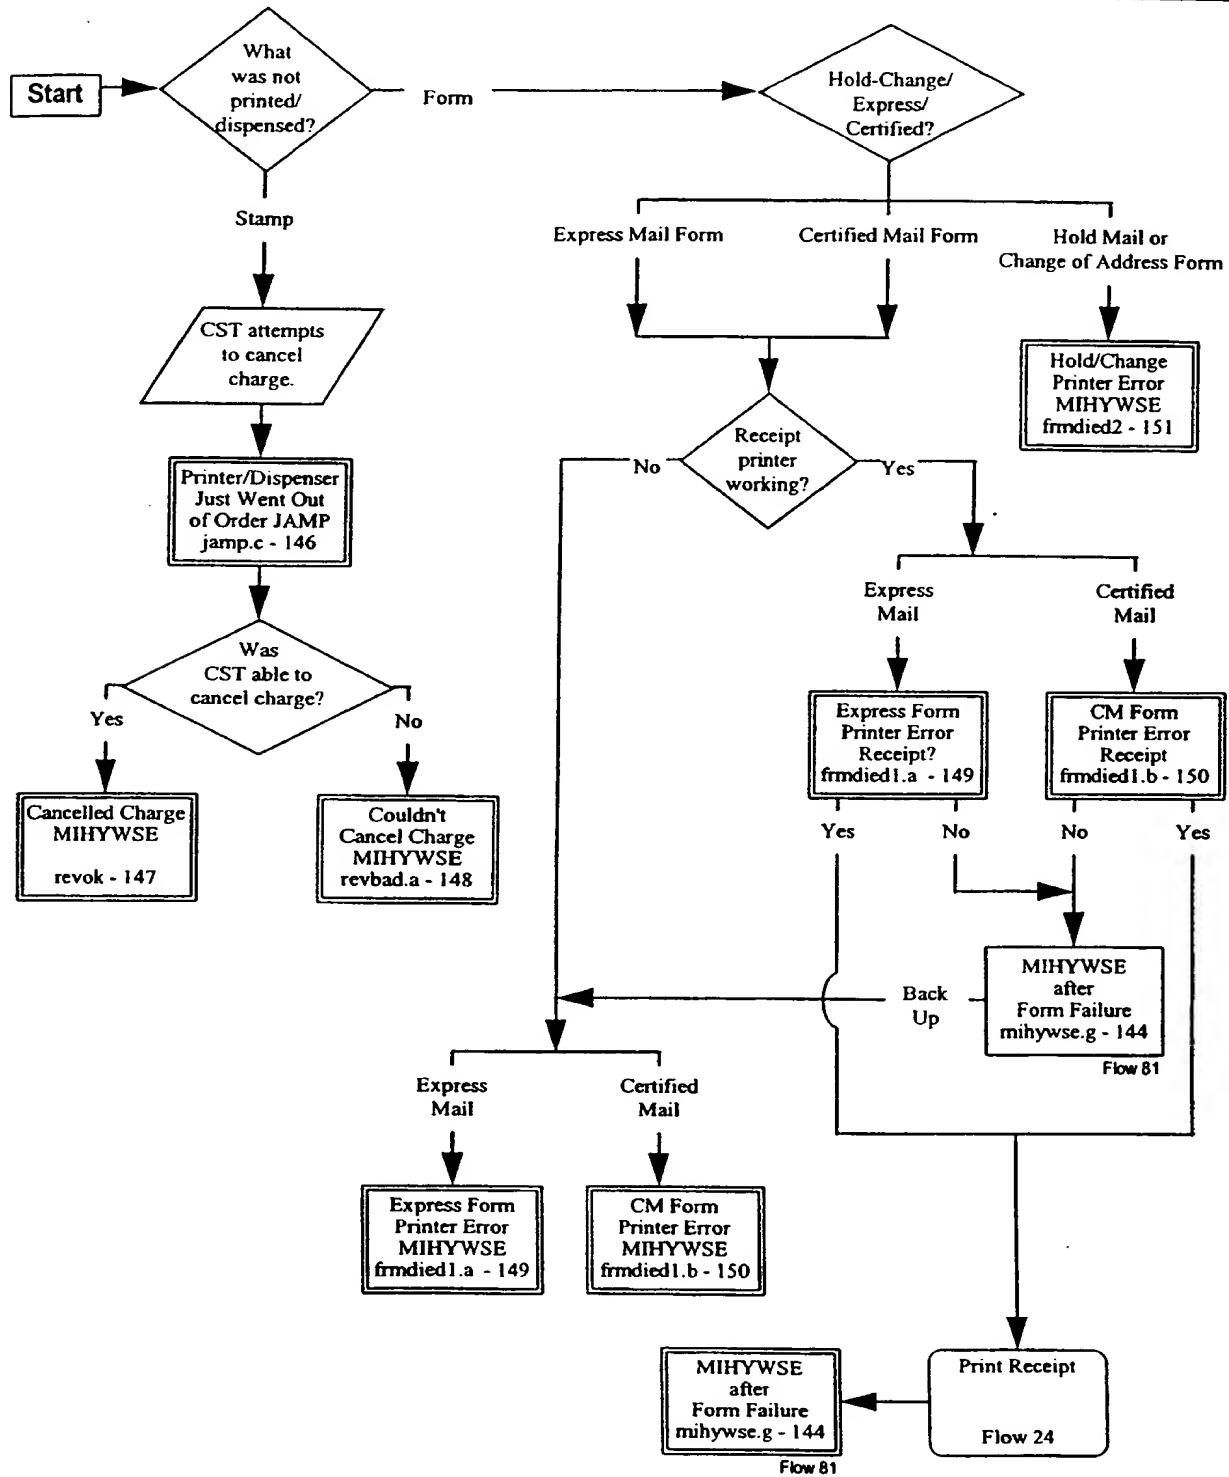 Start
What
was not
printed/
dispensed?
Form
Hold-Change/
Express/
Certified?
Stamp
Express Mail Form
Certified Mail Form
Hold Mail or
Change of Address Form
CST attempts
to cancel
charge.
Hold/Change
Printer Error
MIHYWSE
frmdied2 - 151
Receipt
printer
working?
No
Yes
Printer/Dispenser
Just Went Out
of Order JAMP
jamp.c - 146
Express
Mail
Certified
Mail
Was
CST able to
cancel charge?
Yes
No
Express Form
Printer Error
Receipt?
frmdied1.a - 149
CM Form
Printer Error
Receipt
frmdied1.b - 150
Cancelled Charge
MIHYWSE
revok - 147
Couldn't
Cancel Charge
MIHYWSE
revbad.a - 148
Yes
No
No
Yes
MIHYWSE
after
Form Failure
mihywse.g - 144
Flow 81
Back
Up
Express
Mail
Certified
Mail
Express Form
Printer Error
MIHYWSE
frmdied1.a - 149
CM Form
Printer Error
MIHYWSE
frmdied1.b - 150
MIHYWSE
after
Form Failure
mihywse.g - 144
Flow 81
Print Receipt
Flow 24